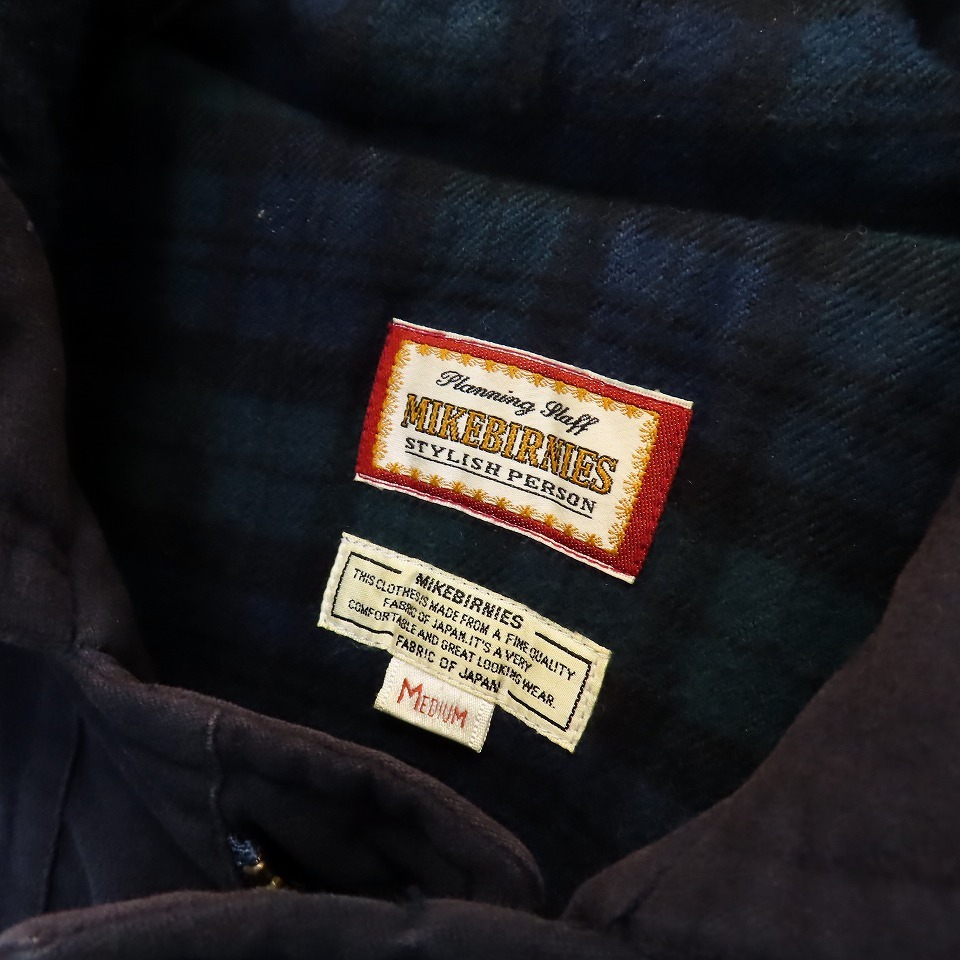 Planning Staff
MIKEBIRNIES
STYLISH PERSON
MIKEBIRNIES
THIS CLOTHES IS MADE FROM A FINE QUALITY
FABRIC OF JAPAN. IT'S A VERY
COMFORTABLE AND GREAT LOOKING WEAR.
FABRIC OF JAPAN
MEDIUM